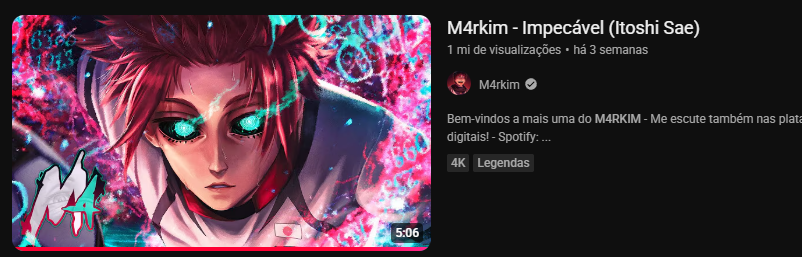 M4rkim - Impecável (Itoshi Sae)
1 mi de visualizações • há 3 semanas
M4rkim
Bem-vindos a mais uma do M4RKIM - Me escute também nas plata
digitais! - Spotify: ...
4K Legendas
M4
5:06